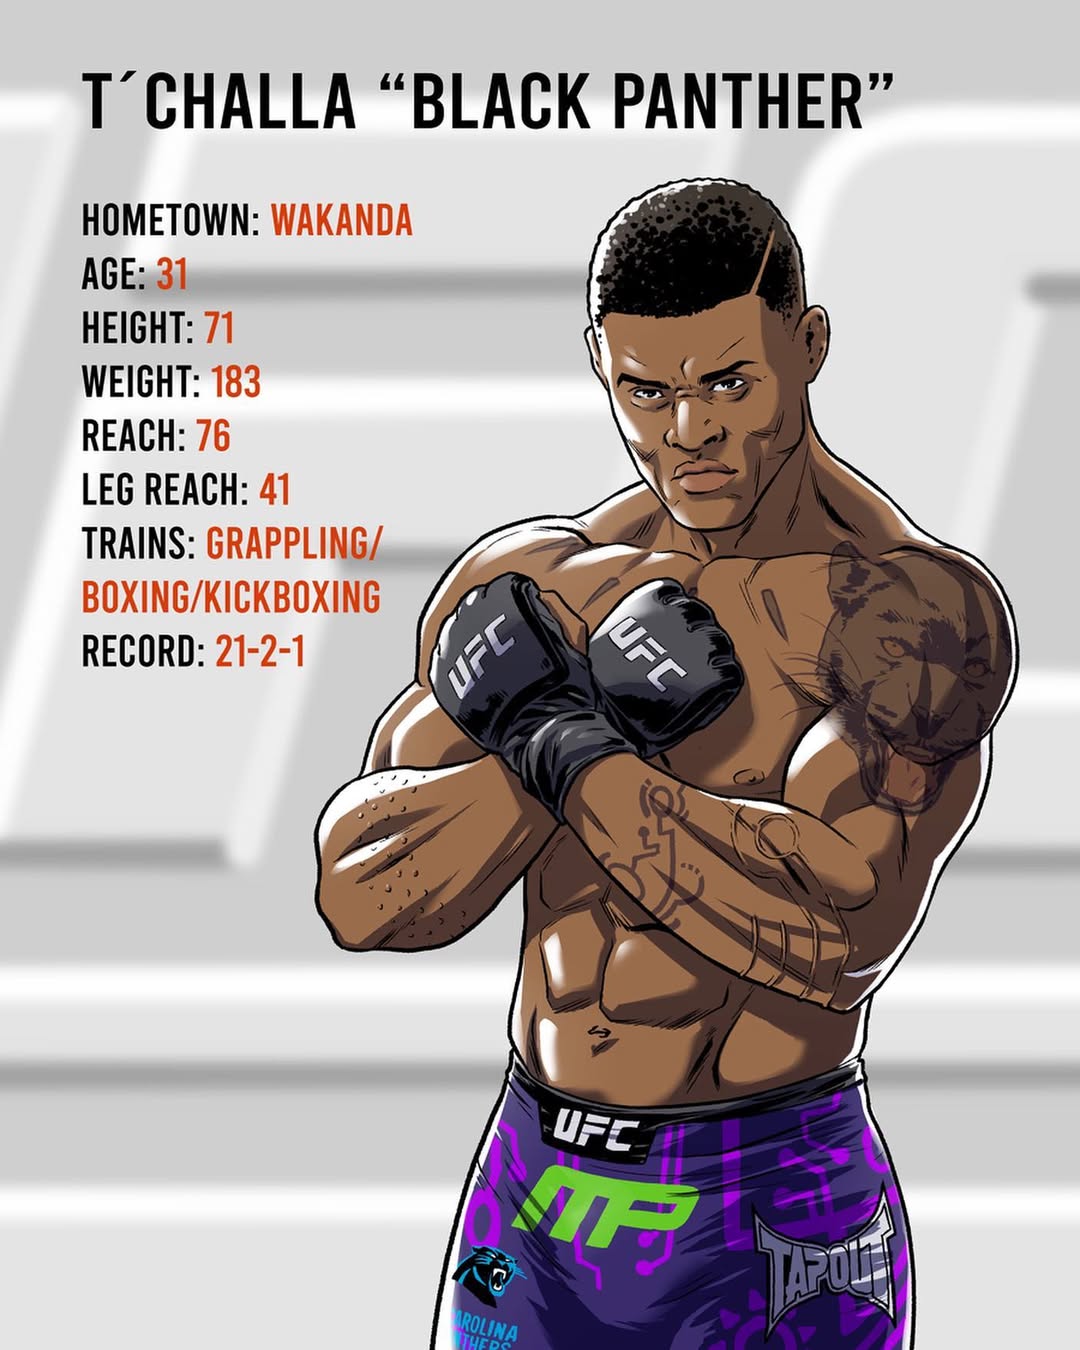 T´CHALLA “BLACK PANTHER”
HOMETOWN: WAKANDA
AGE: 31
HEIGHT: 71
WEIGHT: 183
REACH: 76
LEG REACH: 41
TRAINS: GRAPPLING/
BOXING/KICKBOXING
RECORD: 21-2-1
UFC
UFC
UFC
MP
TAPOUT
CAROLINA